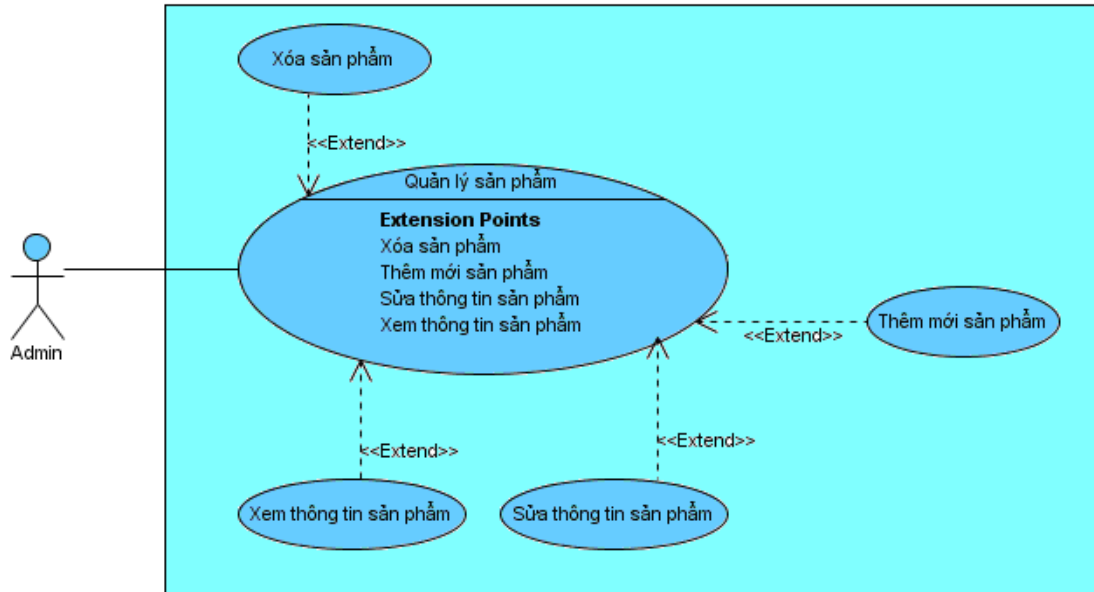 Xóa sản phẩm
<<Extend>>
Quản lý sản phẩm
Extension Points
Xóa sản phẩm
Thêm mới sản phẩm
Sửa thông tin sản phẩm
Xem thông tin sản phẩm
Admin
Thêm mới sản phẩm
<<Extend>>
<<Extend>>
<<Extend>>
Xem thông tin sản phẩm
Sửa thông tin sản phẩm